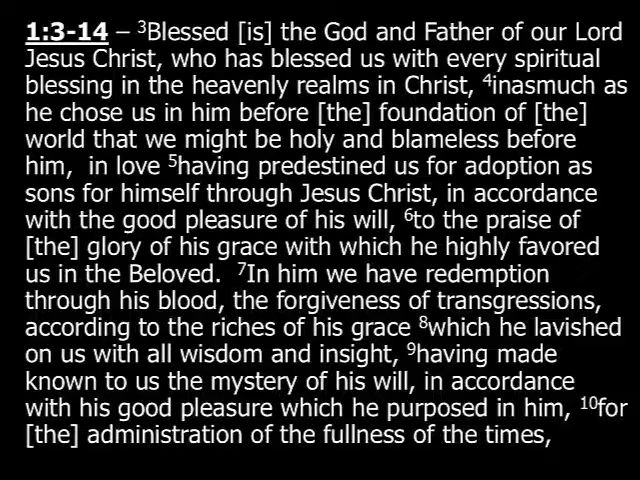 1:3-14 – ³Blessed [is] the God and Father of our Lord
Jesus Christ, who has blessed us with every spiritual
blessing in the heavenly realms in Christ, ⁴inasmuch as
he chose us in him before [the] foundation of [the]
world that we might be holy and blameless before
him,  in love ⁵having predestined us for adoption as
sons for himself through Jesus Christ, in accordance
with the good pleasure of his will, ⁶to the praise of
[the] glory of his grace with which he highly favored
us in the Beloved.  ⁷In him we have redemption
through his blood, the forgiveness of transgressions,
according to the riches of his grace ⁸which he lavished
on us with all wisdom and insight, ⁹having made
known to us the mystery of his will, in accordance
with his good pleasure which he purposed in him, ¹⁰for
[the] administration of the fullness of the times,